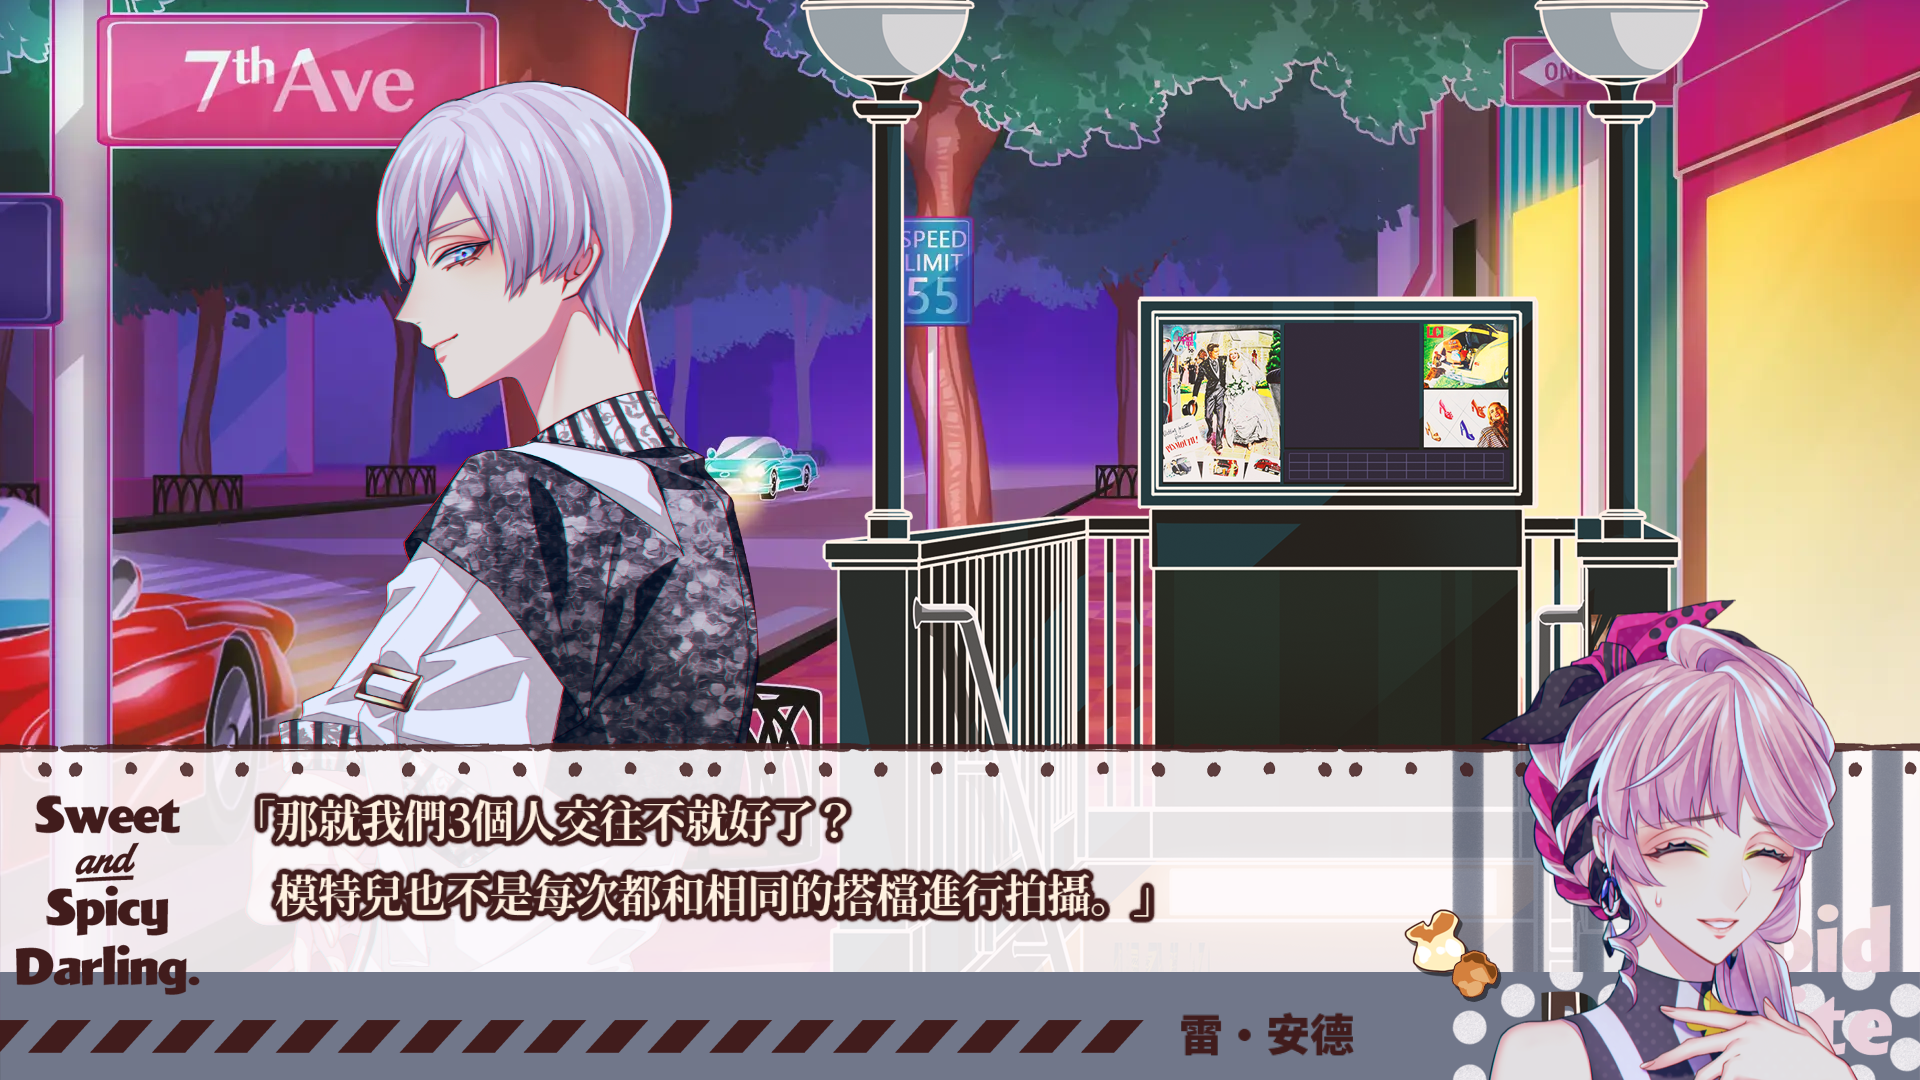 7th Ave
ON
SPEED
LIMIT
55
PLYMOUTH!
Sweet
and
Spicy
Darling.
「那就我們3個人交往不就好了？
模特兒也不是每次都和相同的搭檔進行拍攝。」
雷・安德